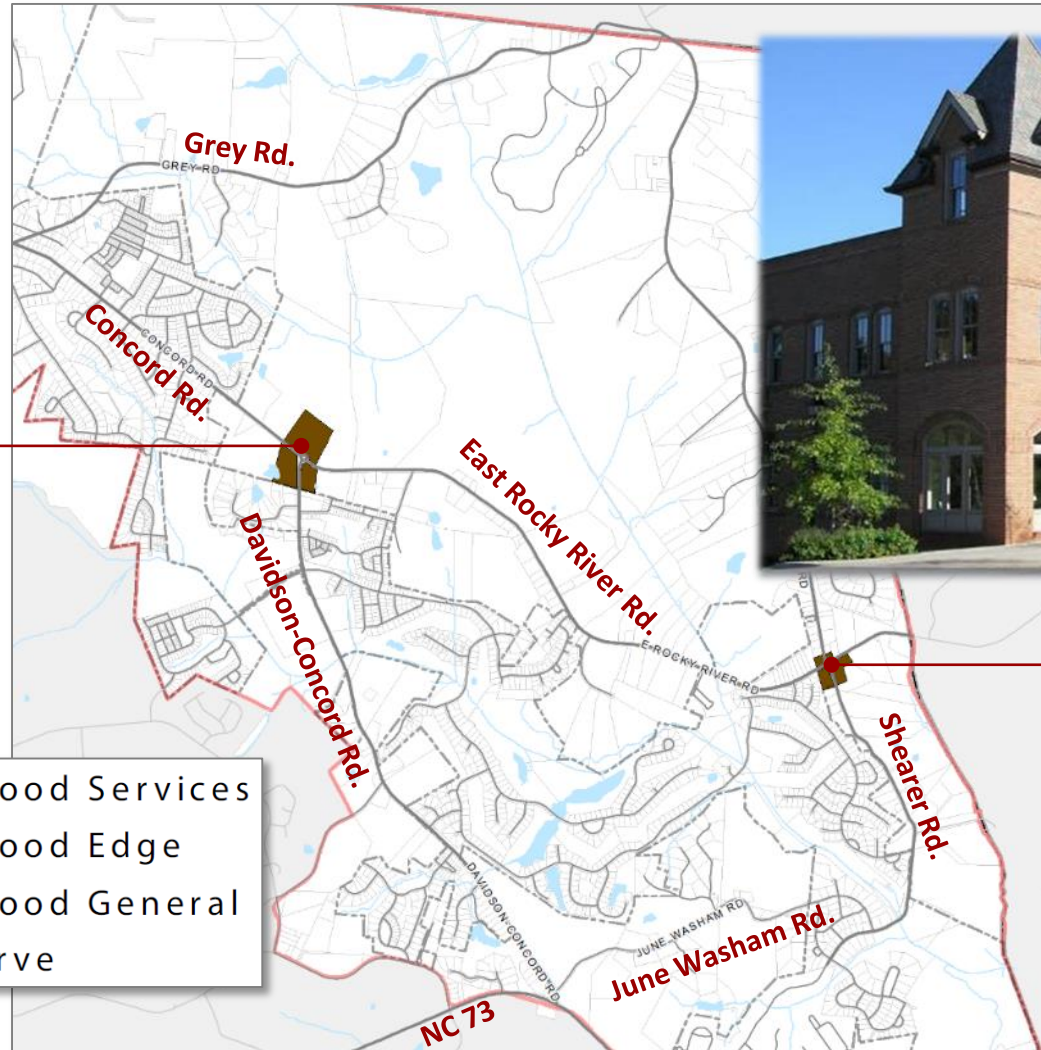 Grey Rd.
GREY RD
Concord Rd.
CONCORD RD
East Rocky River Rd.
Davidson-Concord Rd.
RD
E ROCKY RIVER RD
Shearer Rd.
ood Services
ood Edge
ood General
rve
DAVIDSON-CONCORD RD
JUNE WASHAM RD
June Washam Rd.
NC 73